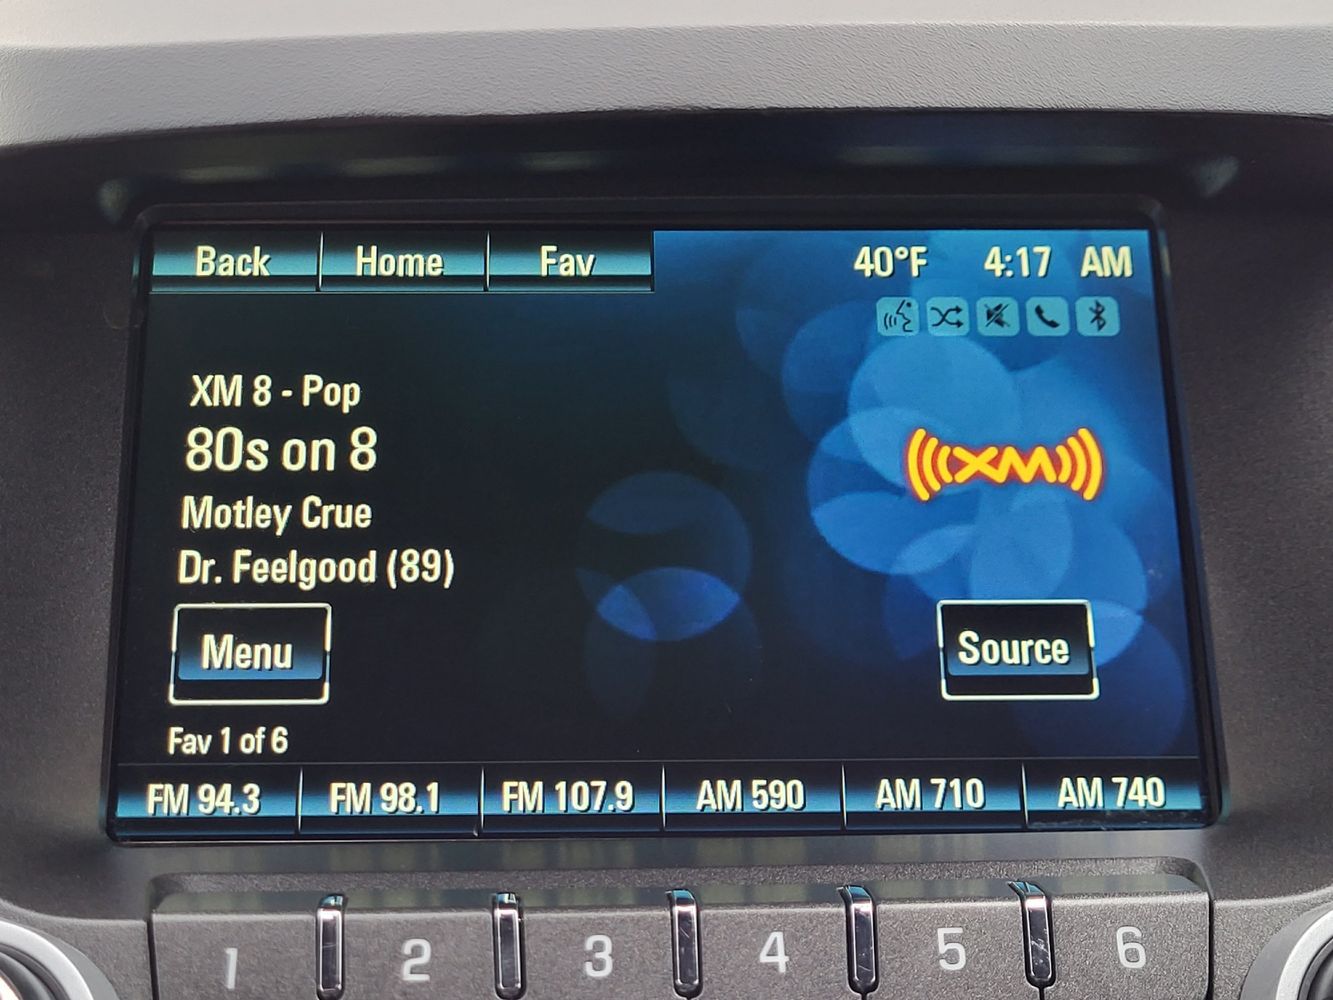 Back Home Fav 40°F 4:17 AM
XM 8 - Pop
80s on 8
Motley Crue
Dr. Feelgood (89)
XM
Menu
Source
Fav 1 of 6
FM 94.3 FM 98.1 FM 107.9 AM 590 AM 710 AM 740
1 2 3 4 5 6